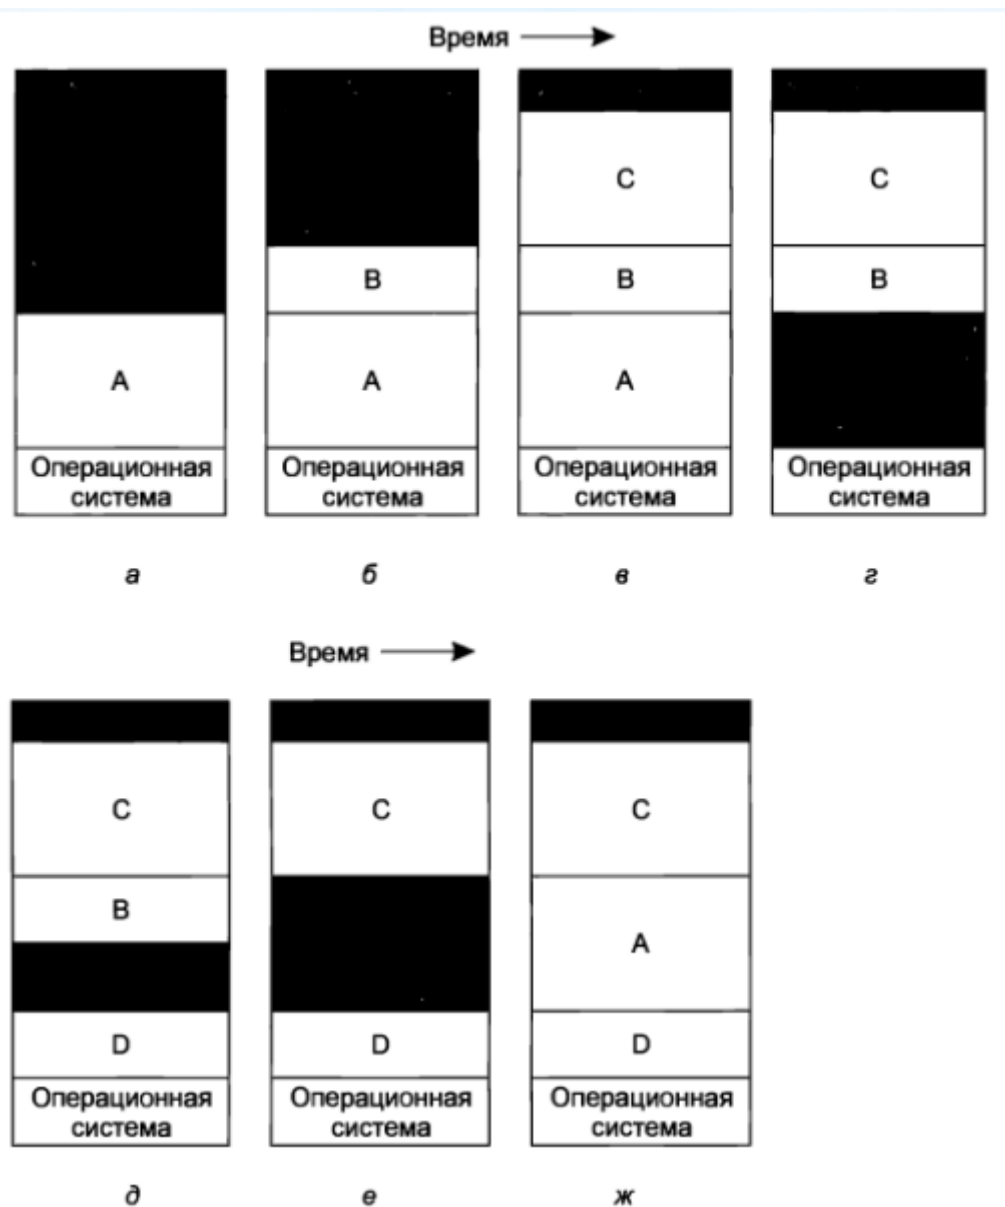 Время
C
C
B
B
B
A
A
A
Операционная
система
Операционная
система
Операционная
система
Операционная
система
а
б
в
г
Время
C
C
C
B
A
D
D
D
Операционная
система
Операционная
система
Операционная
система
д
е
ж